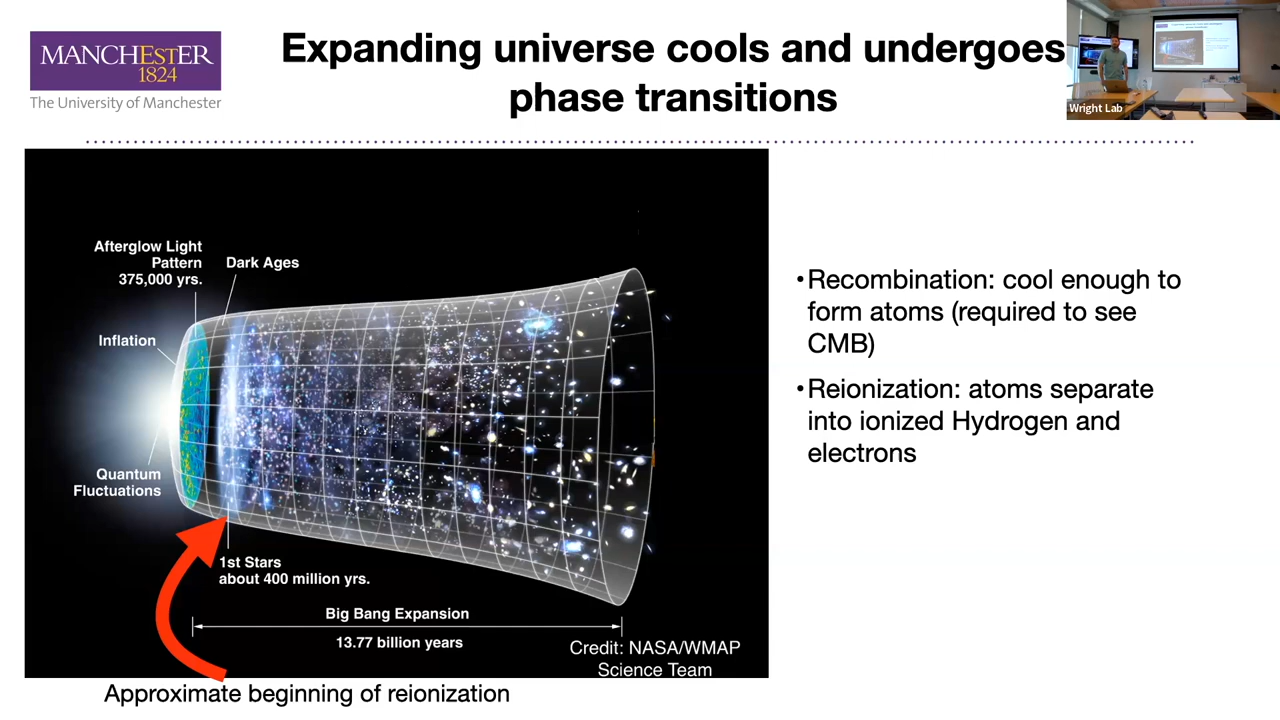 MANCHESTER
1824
The University of Manchester
Expanding universe cools and undergoes
phase transitions
Wright Lab
Afterglow Light
Pattern
375,000 yrs.
Dark Ages
Inflation
Quantum
Fluctuations
1st Stars
about 400 million yrs.
Big Bang Expansion
13.77 billion years
Credit: NASA/WMAP
Science Team
Approximate beginning of reionization
•Recombination: cool enough to
form atoms (required to see
CMB)
•Reionization: atoms separate
into ionized Hydrogen and
electrons